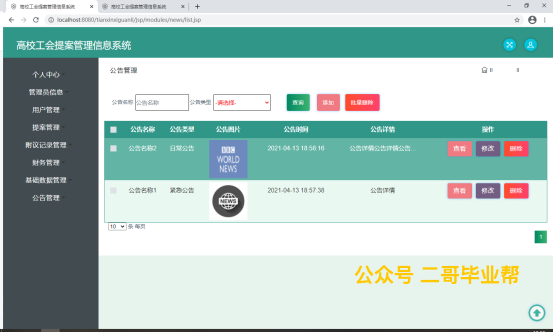 高校工会提案管理信息系统
高校工会提案管理信息系统
localhost:8080/tianxinxiguanli/jsp/modules/news/list.jsp
高校工会提案管理信息系统
个人中心
管理员信息
用户管理
提案管理
附议记录管理
财务管理
基础数据管理
公告管理
公告管理
公告名称 公告名称 公告类型 -请选择- 查询 添加 批量删除
公告名称 公告类型 公告图片 公告时间 公告详情 操作
公告名称2 日常公告 BBC WORLD NEWS 2021-04-13 18:58:16 公告详情公告详情公告... 查看 修改 删除
公告名称1 紧急公告 NEWS 2021-04-13 18:57:38 公告详情 查看 修改 删除
10 条 每页
1
公众号 二哥毕业帮